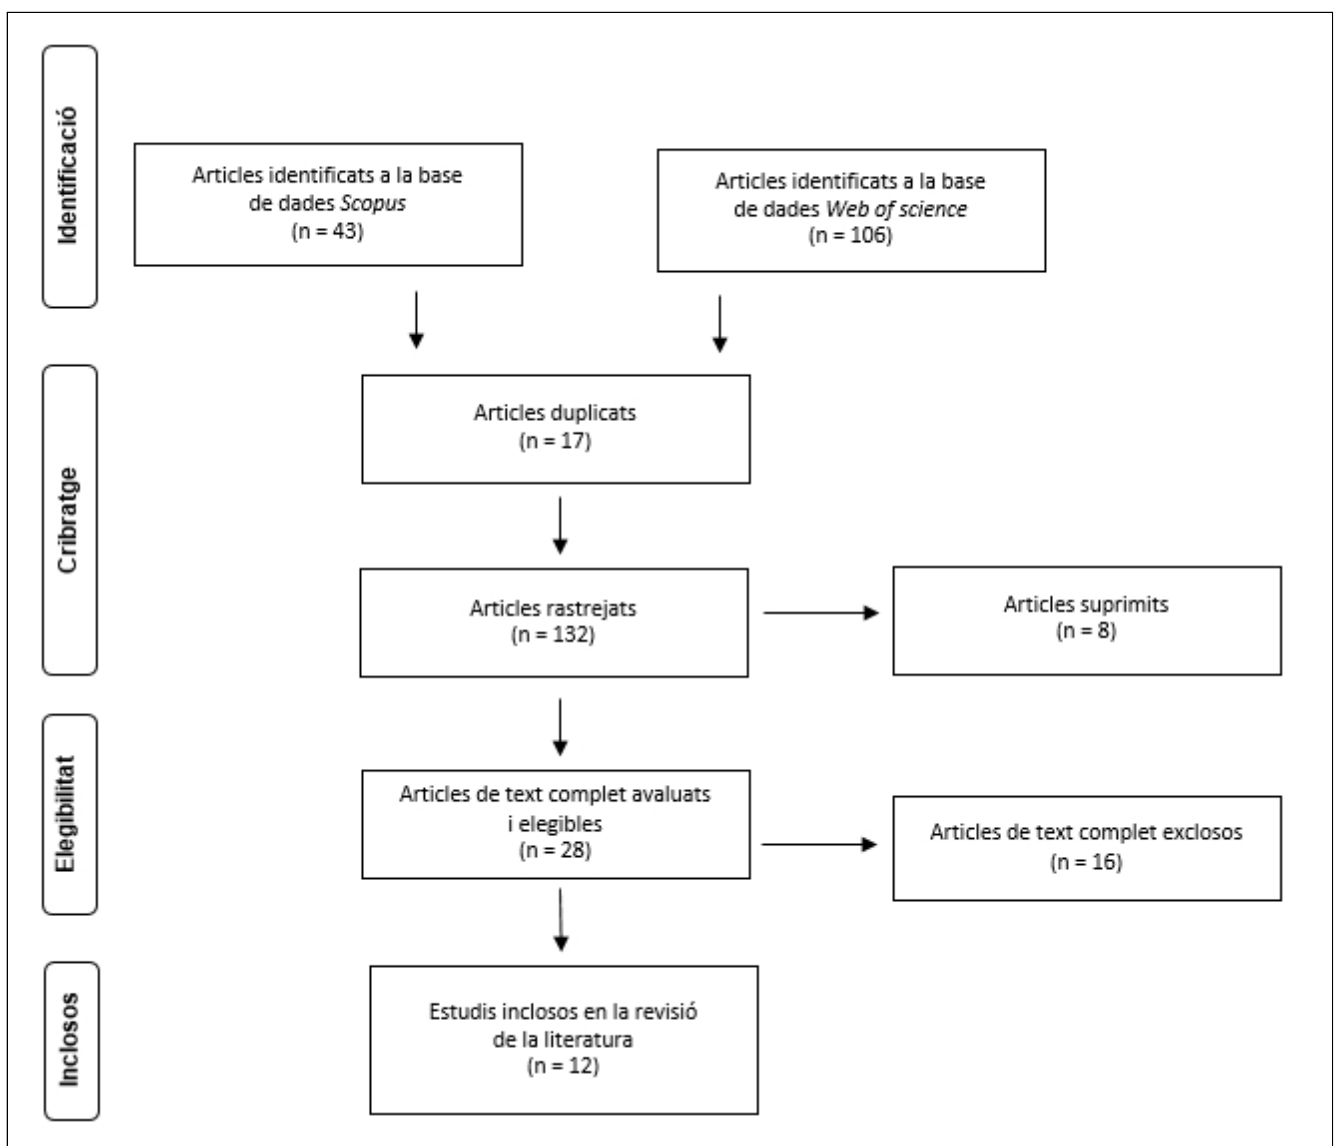 Identificació
Articles identificats a la base
de dades Scopus
(n = 43)
Articles identificats a la base
de dades Web of science
(n = 106)
Cribratge
Articles duplicats
(n = 17)
Articles rastrejats
(n = 132)
Articles suprimits
(n = 8)
Elegibilitat
Articles de text complet avaluats
i elegibles
(n = 28)
Articles de text complet exclosos
(n = 16)
Inclosos
Estudis inclosos en la revisió
de la literatura
(n = 12)